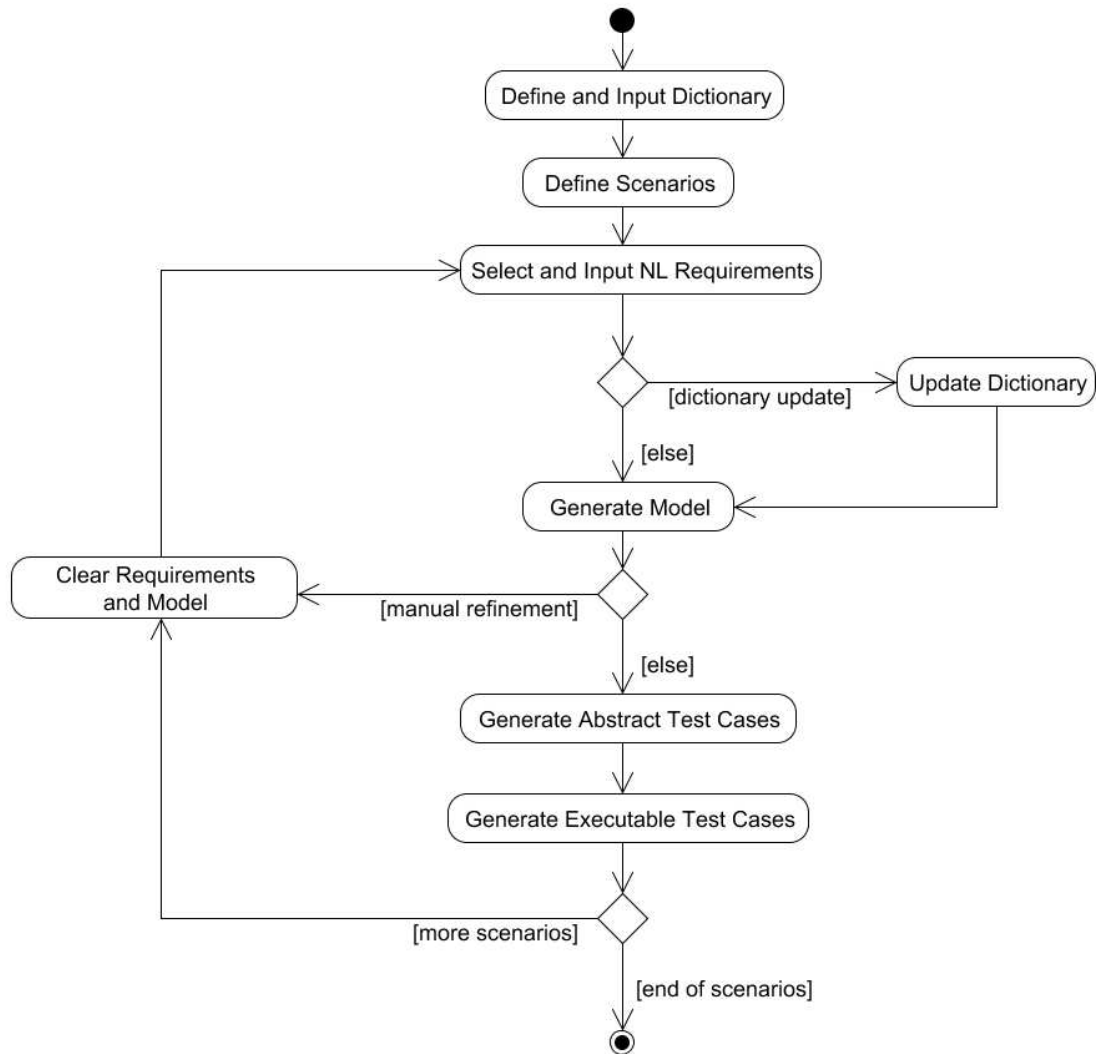 Define and Input Dictionary
Define Scenarios
Select and Input NL Requirements
[dictionary update]
Update Dictionary
[else]
Generate Model
Clear Requirements
and Model
[manual refinement]
[else]
Generate Abstract Test Cases
Generate Executable Test Cases
[more scenarios]
[end of scenarios]